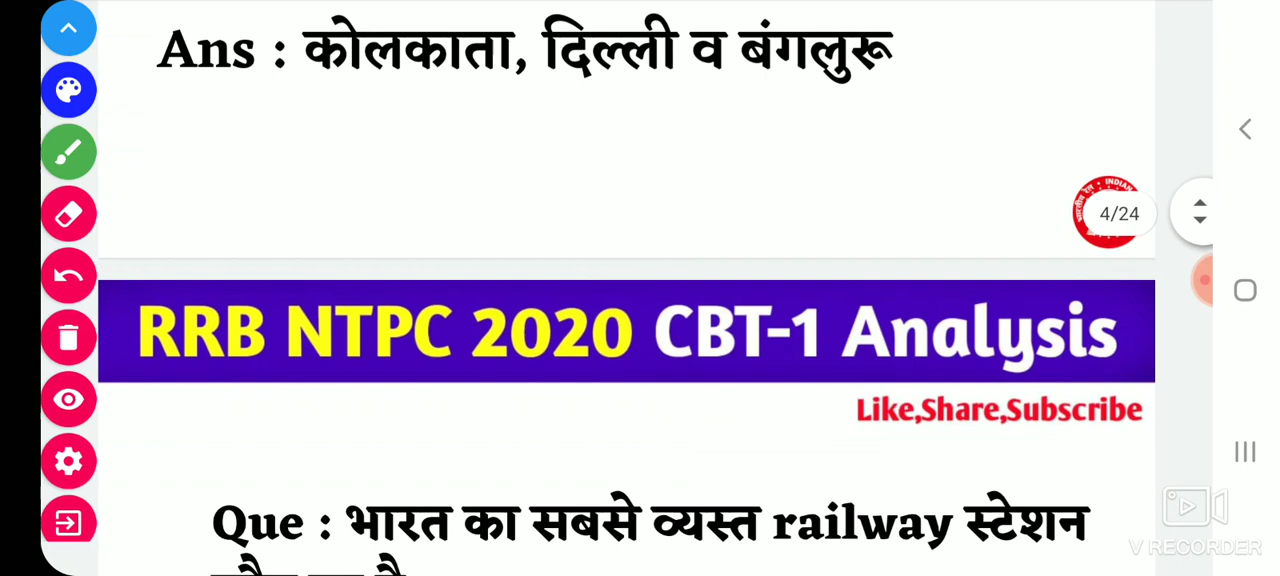 Ans : कोलकाता, दिल्ली व बंगलुरू
4/24
RRB NTPC 2020 CBT-1 Analysis
Like,Share,Subscribe
Que : भारत का सबसे व्यस्त railway स्टेशन
V RECORDER